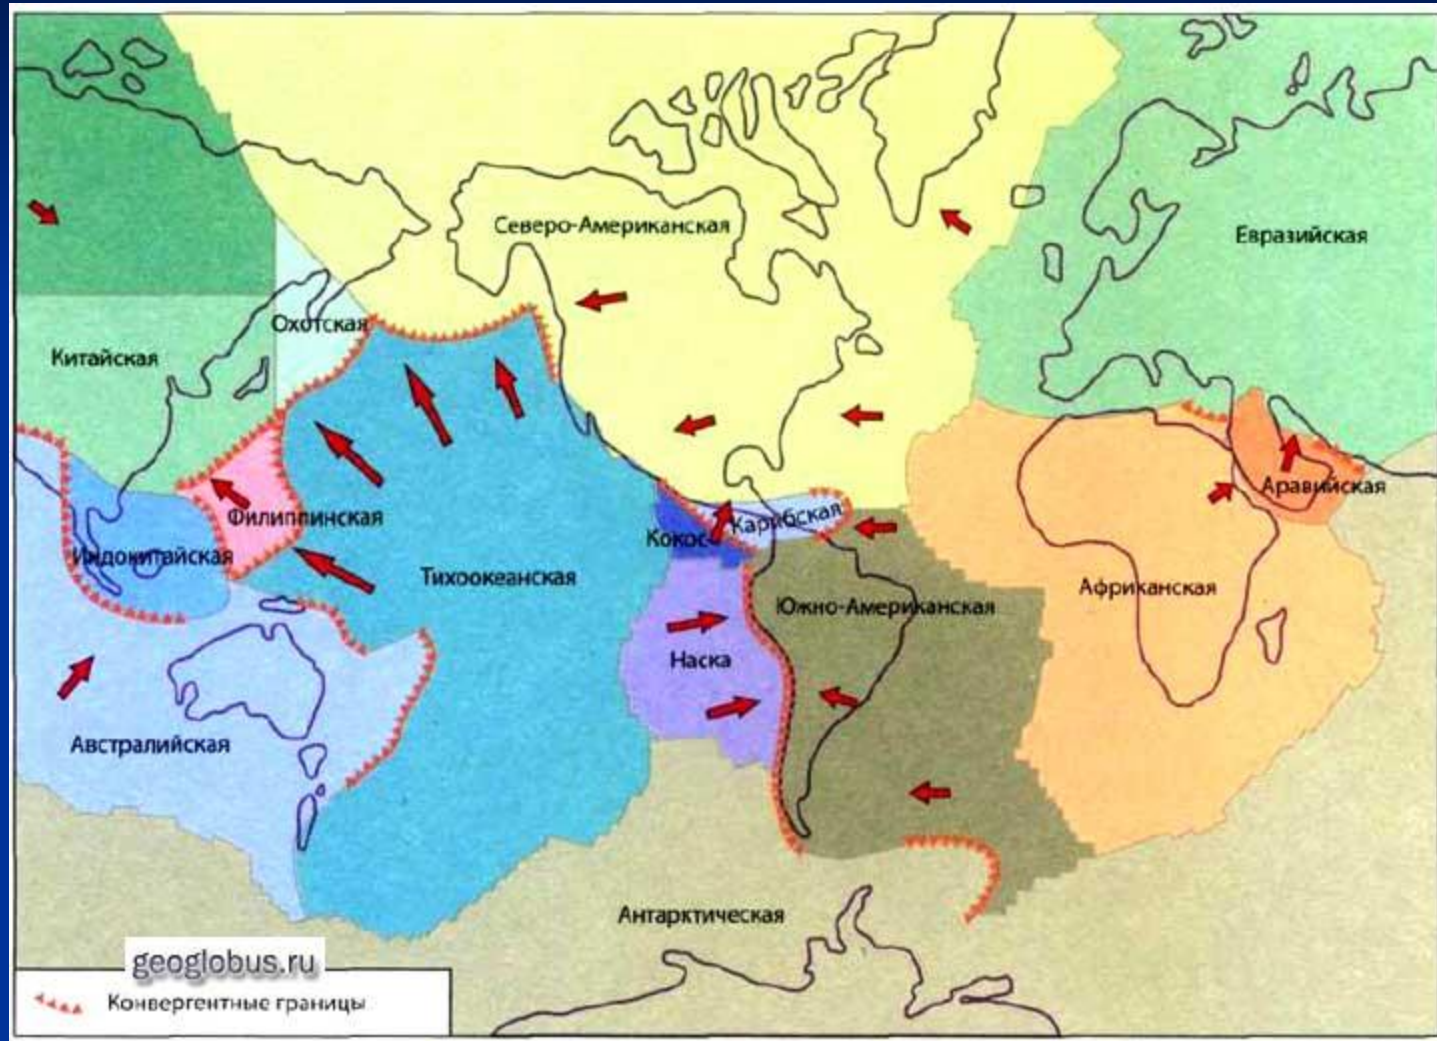 Северо-Американская
Евразийская
Охотская
Китайская
Аравийская
Филиппинская
Карибская
Кокос
Индокитайская
Тихоокеанская
Африканская
Южно-Американская
Наска
Австралийская
Антарктическая
geoglobus.ru
Конвергентные границы